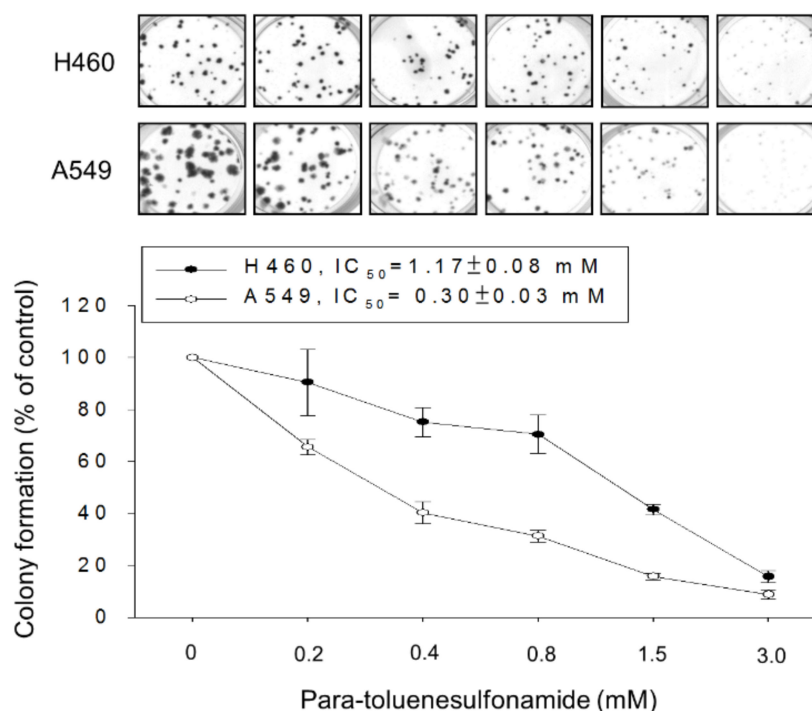 H460
A549
H460, IC50=1.17±0.08 mM
A549, IC50= 0.30±0.03 mM
Colony formation (% of control)
120
100
80
60
40
20
0
0 0.2 0.4 0.8 1.5 3.0
Para-toluenesulfonamide (mM)